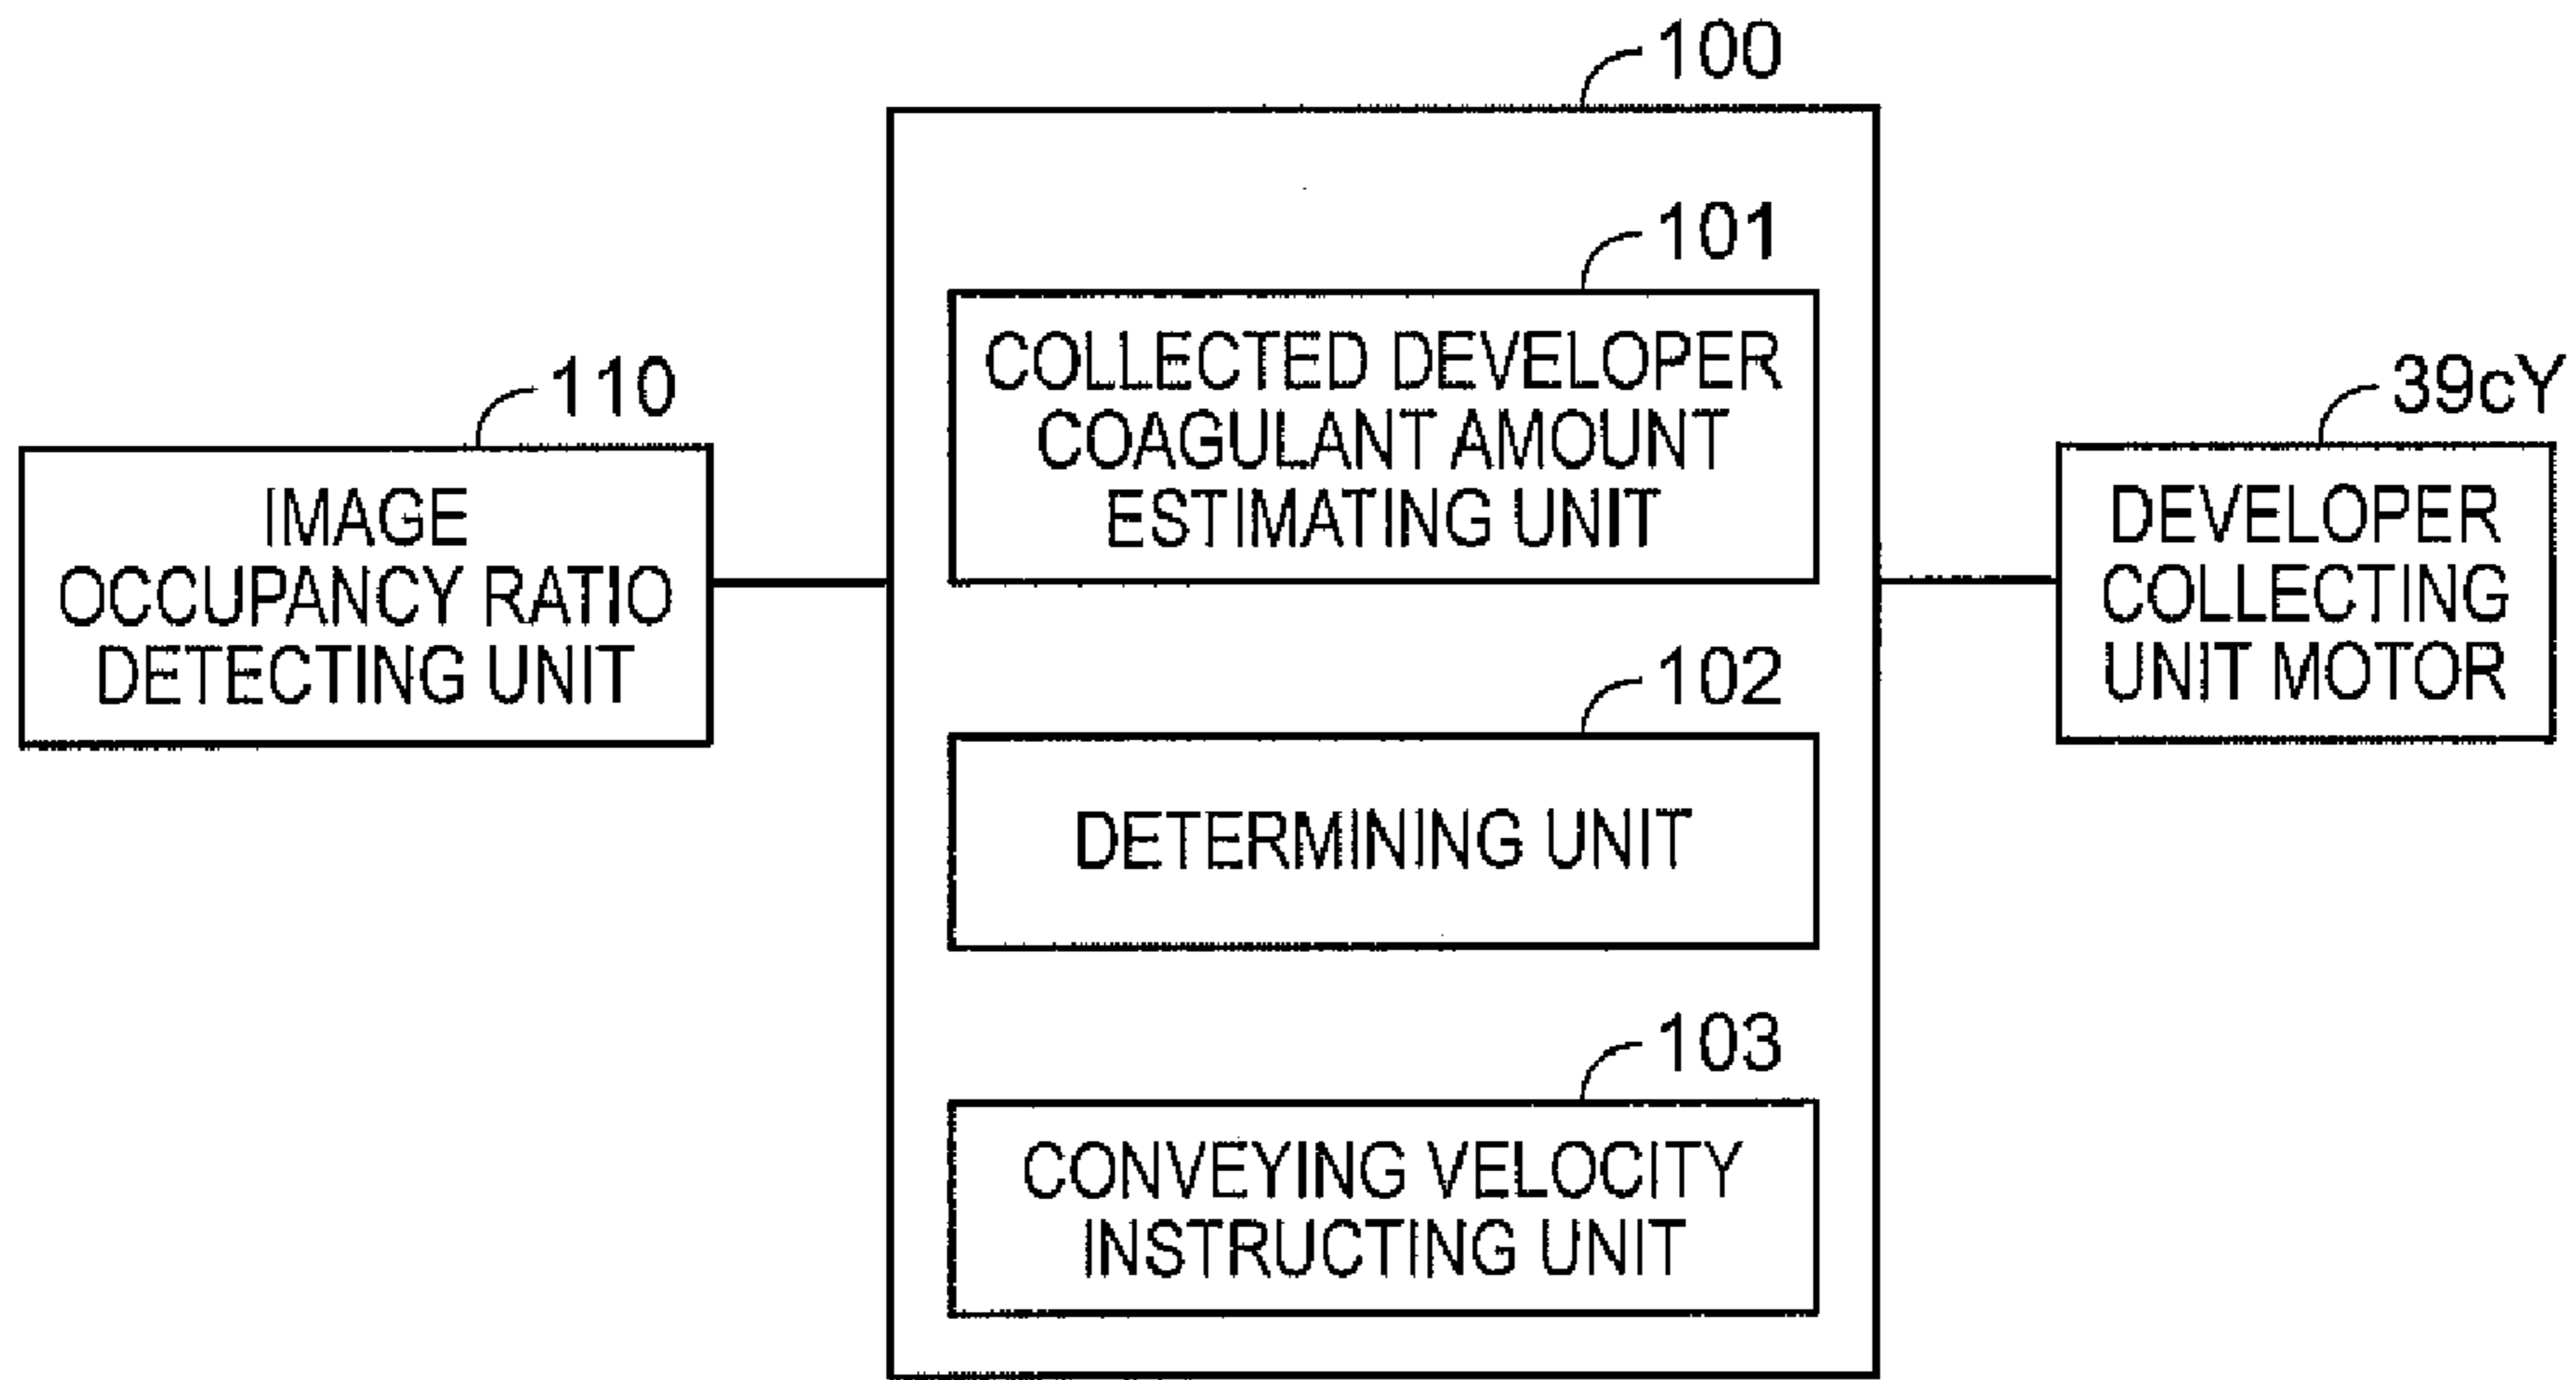 100
101
COLLECTED DEVELOPER
COAGULANT AMOUNT
ESTIMATING UNIT
110
IMAGE
OCCUPANCY RATIO
DETECTING UNIT
39cY
DEVELOPER
COLLECTING
UNIT MOTOR
102
DETERMINING UNIT
103
CONVEYING VELOCITY
INSTRUCTING UNIT